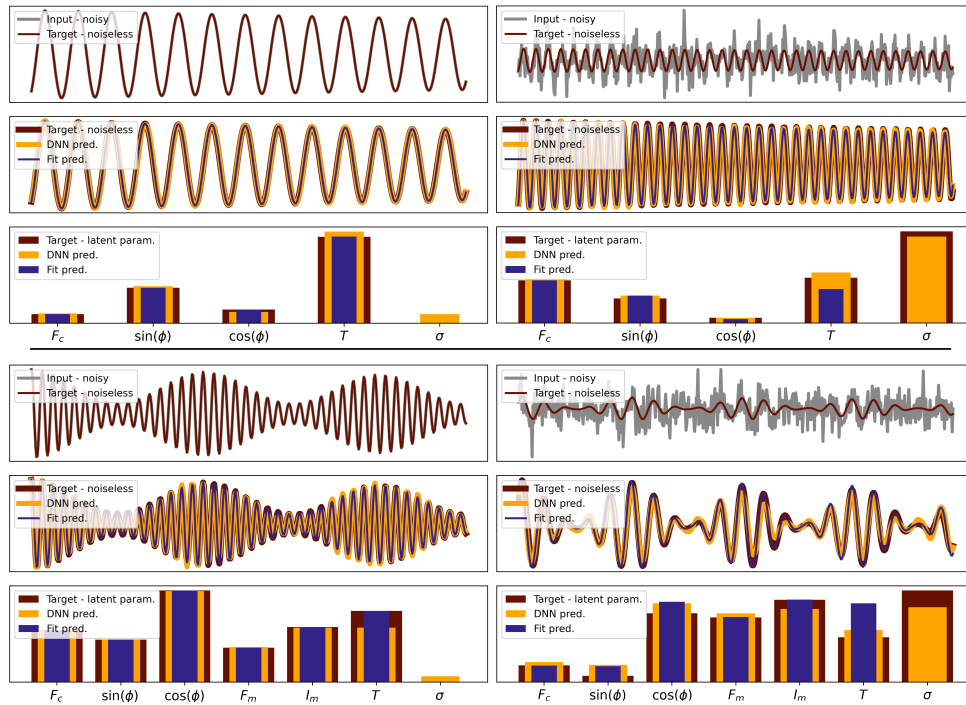 Input - noisy
Target - noiseless
Input - noisy
Target - noiseless
Target - noiseless
DNN pred.
Fit pred.
Target - noiseless
DNN pred.
Fit pred.
Target - latent param.
DNN pred.
Fit pred.
F_c sin(ϕ) cos(ϕ) T σ
Target - latent param.
DNN pred.
Fit pred.
F_c sin(ϕ) cos(ϕ) T σ
Input - noisy
Target - noiseless
Input - noisy
Target - noiseless
Target - noiseless
DNN pred.
Fit pred.
Target - noiseless
DNN pred.
Fit pred.
Target - latent param.
DNN pred.
Fit pred.
F_c sin(ϕ) cos(ϕ) F_m I_m T σ
Target - latent param.
DNN pred.
Fit pred.
F_c sin(ϕ) cos(ϕ) F_m I_m T σ